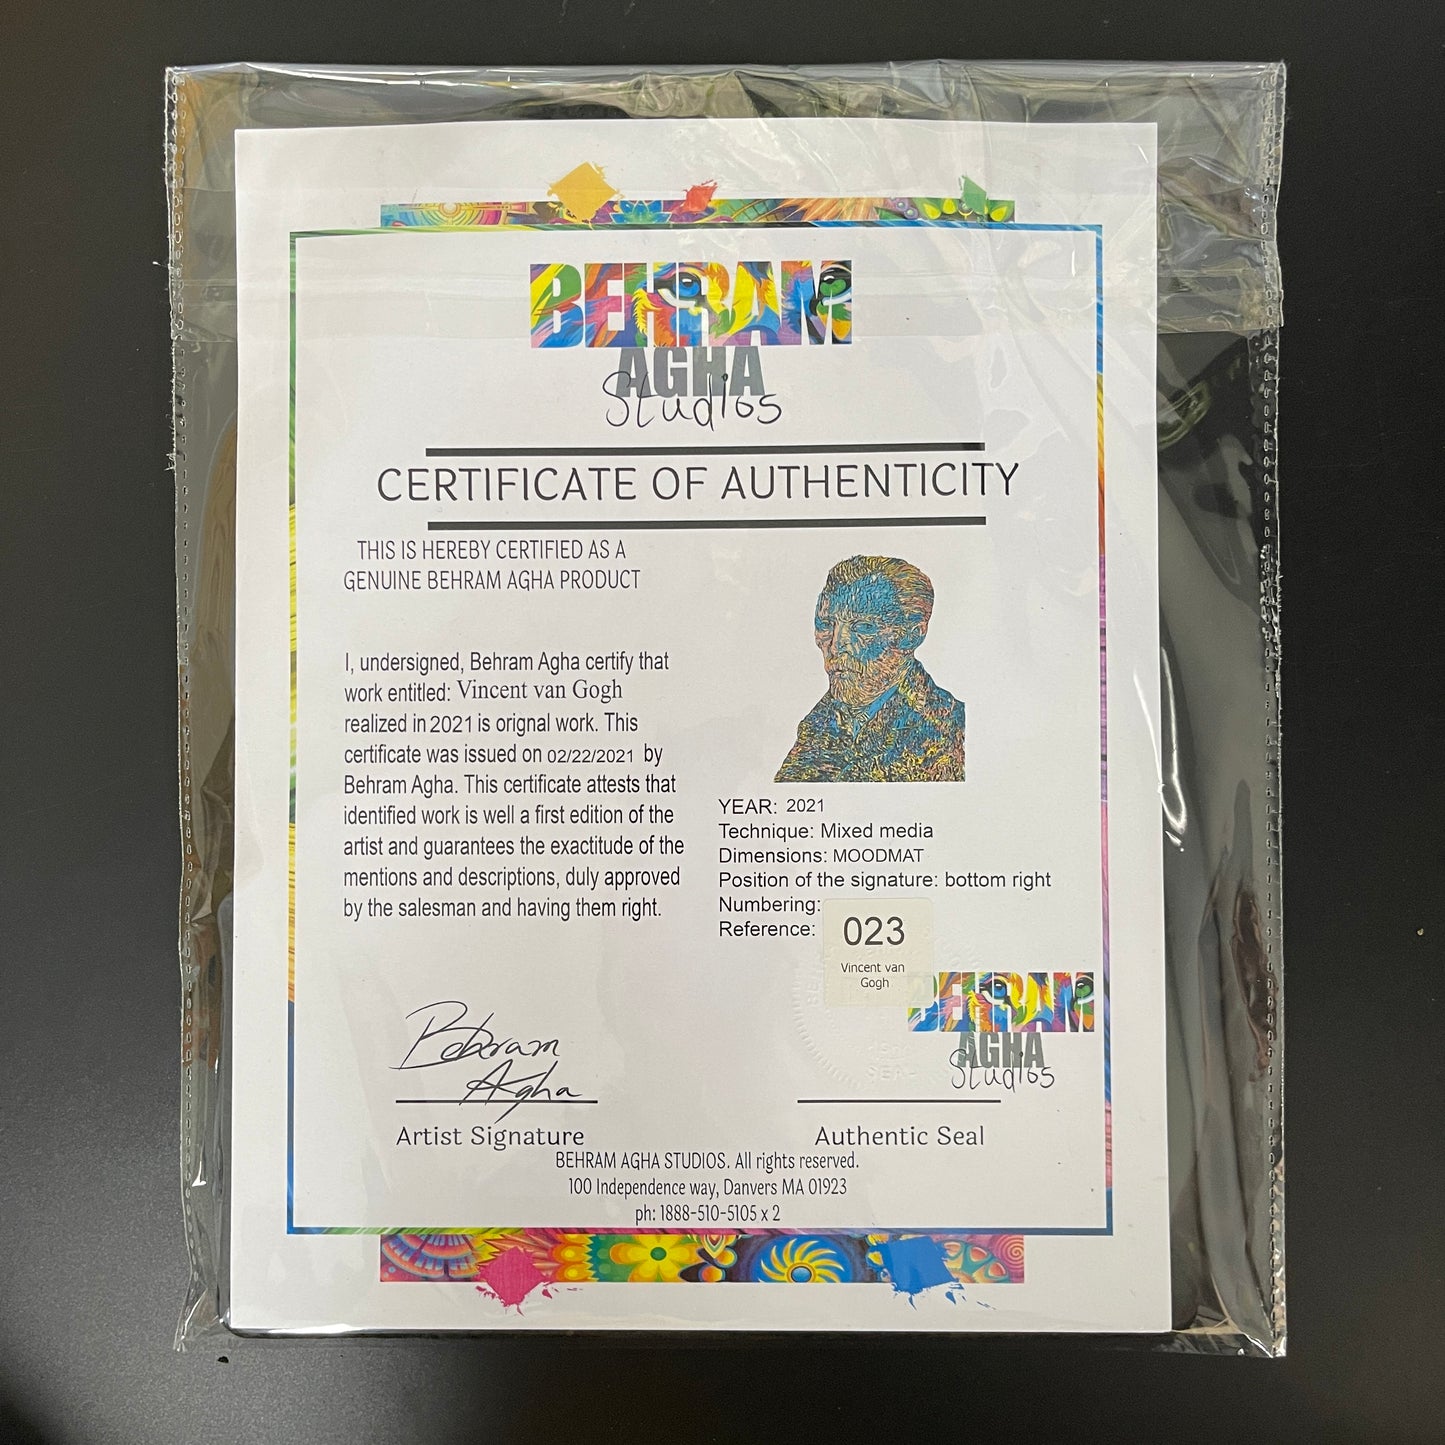 BEHRAM
AGHA
Studios
CERTIFICATE OF AUTHENTICITY
THIS IS HEREBY CERTIFIED AS A
GENUINE BEHRAM AGHA PRODUCT
I, undersigned, Behram Agha certify that
work entitled: Vincent van Gogh
realized in 2021 is orignal work. This
certificate was issued on 02/22/2021 by
Behram Agha. This certificate attests that
identified work is well a first edition of the
artist and guarantees the exactitude of the
mentions and descriptions, duly approved
by the salesman and having them right.
YEAR: 2021
Technique: Mixed media
Dimensions: MOODMAT
Position of the signature: bottom right
Numbering:
Reference:
023
Vincent van
Gogh
BEHRAM
AGHA
Studios
SEAL
Behram
Agha
Artist Signature
Authentic Seal
BEHRAM AGHA STUDIOS. All rights reserved.
100 Independence way, Danvers MA 01923
ph: 1888-510-5105 x 2